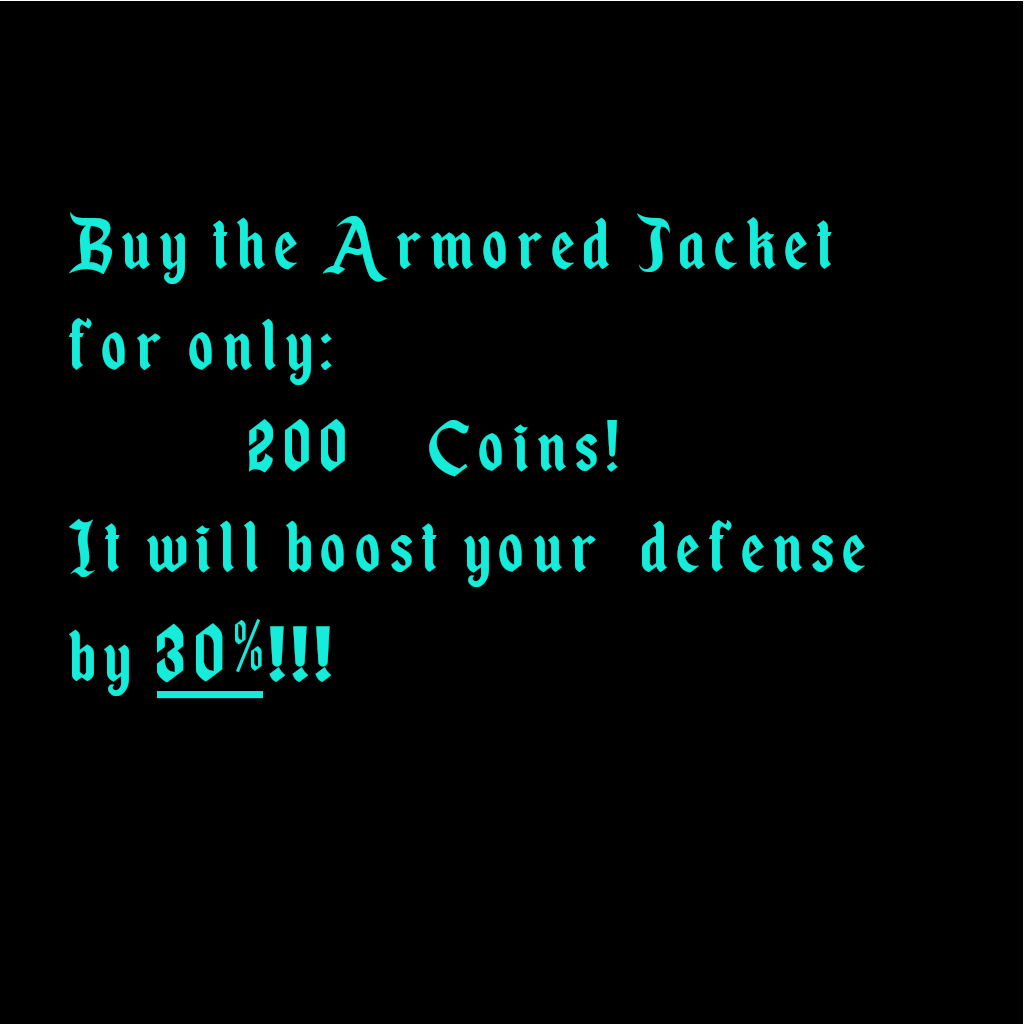 Buy the Armored Jacket
for only:
200 Coins!
It will boost your defense
by 30%!!!